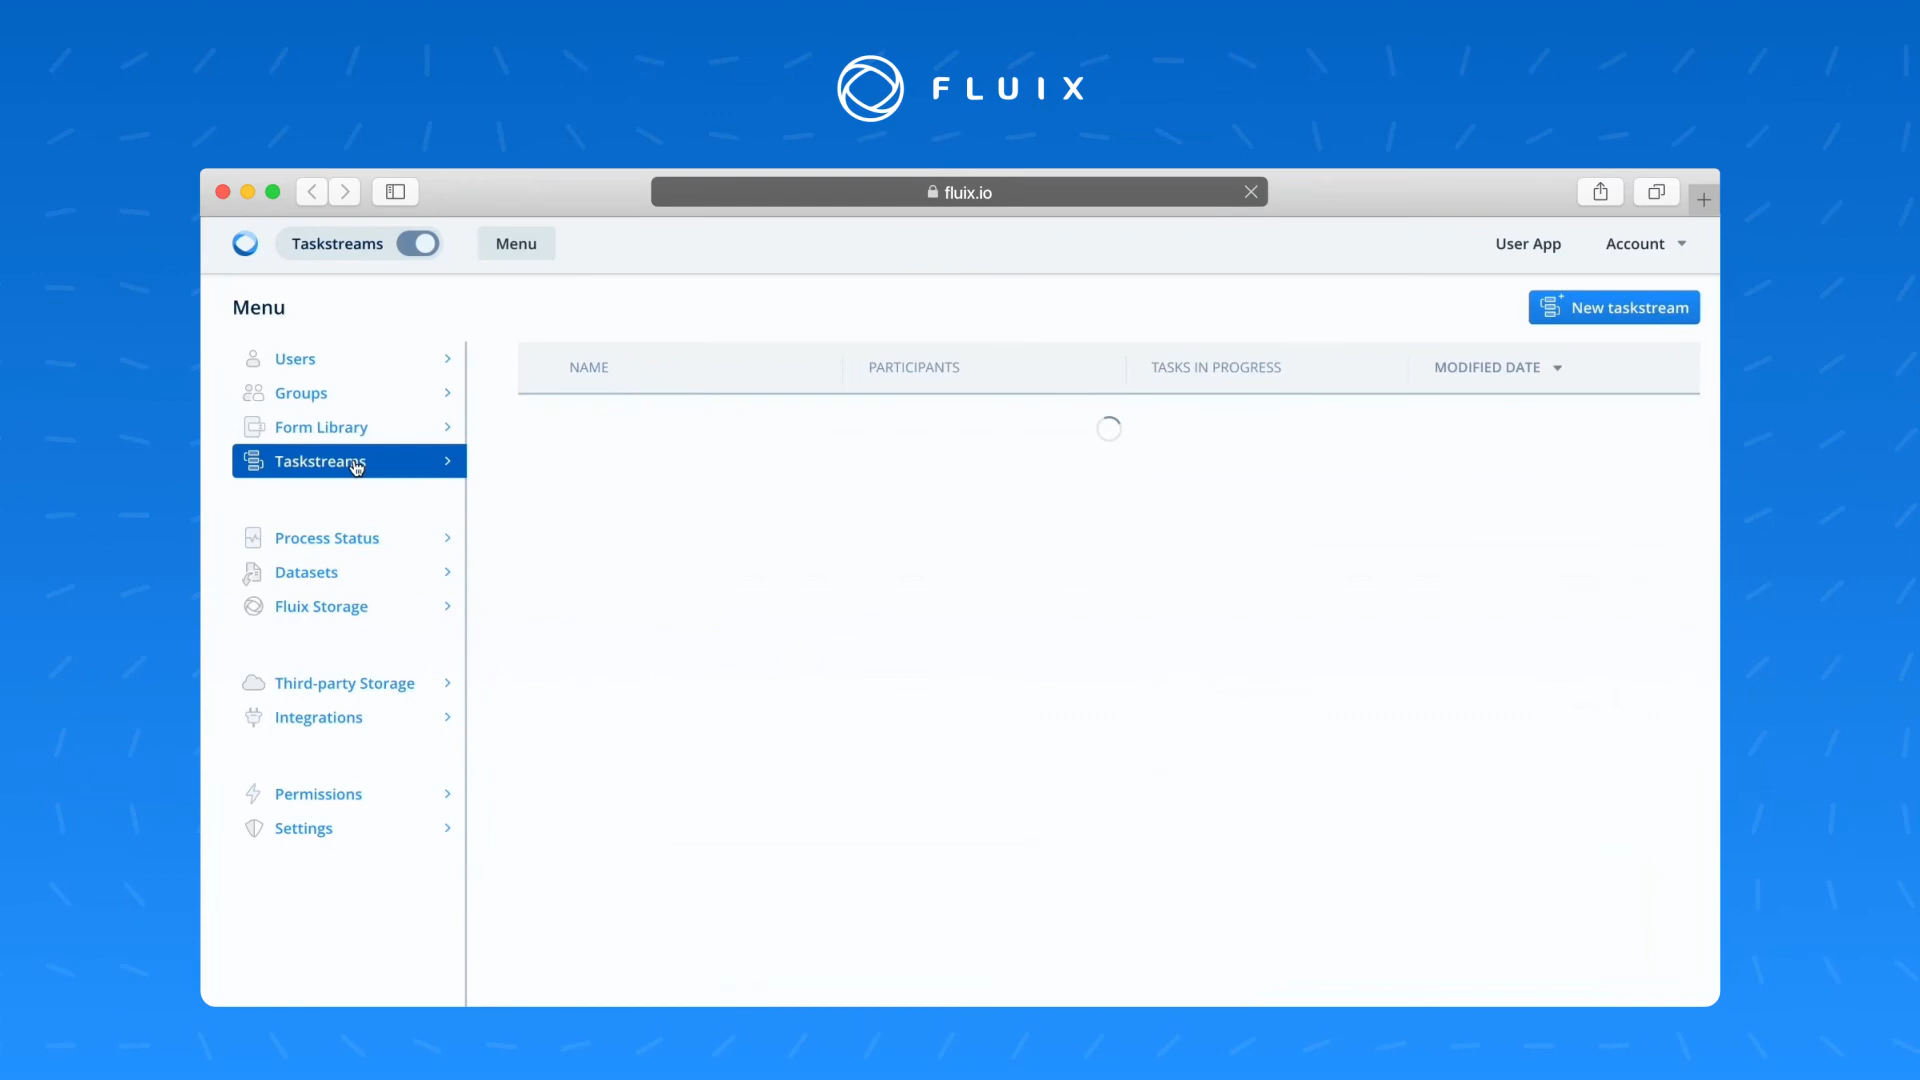 FLUIX
fluix.io
Taskstreams
Menu
User App
Account
Menu
New taskstream
Users
Groups
Form Library
Taskstreams
Process Status
Datasets
Fluix Storage
Third-party Storage
Integrations
Permissions
Settings
NAME
PARTICIPANTS
TASKS IN PROGRESS
MODIFIED DATE